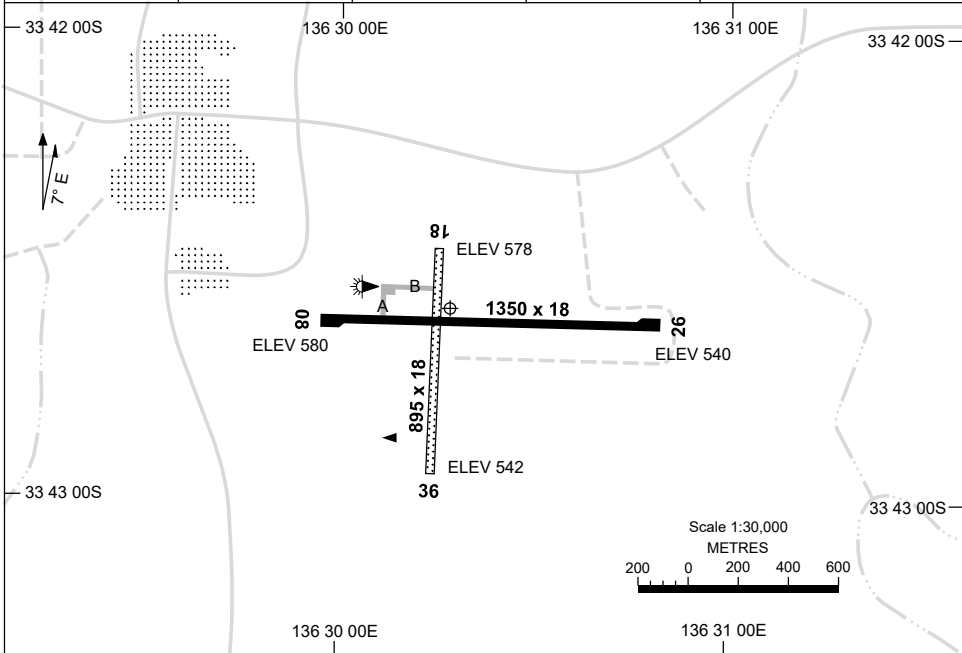 136 30 00E
136 31 00E
33 42 00S
33 42 00S
7° E
18
ELEV 578
B
A
1350 x 18
08
26
ELEV 580
ELEV 540
895 x 18
ELEV 542
36
33 43 00S
33 43 00S
Scale 1:30,000
METRES
200 0 200 400 600
136 30 00E
136 31 00E